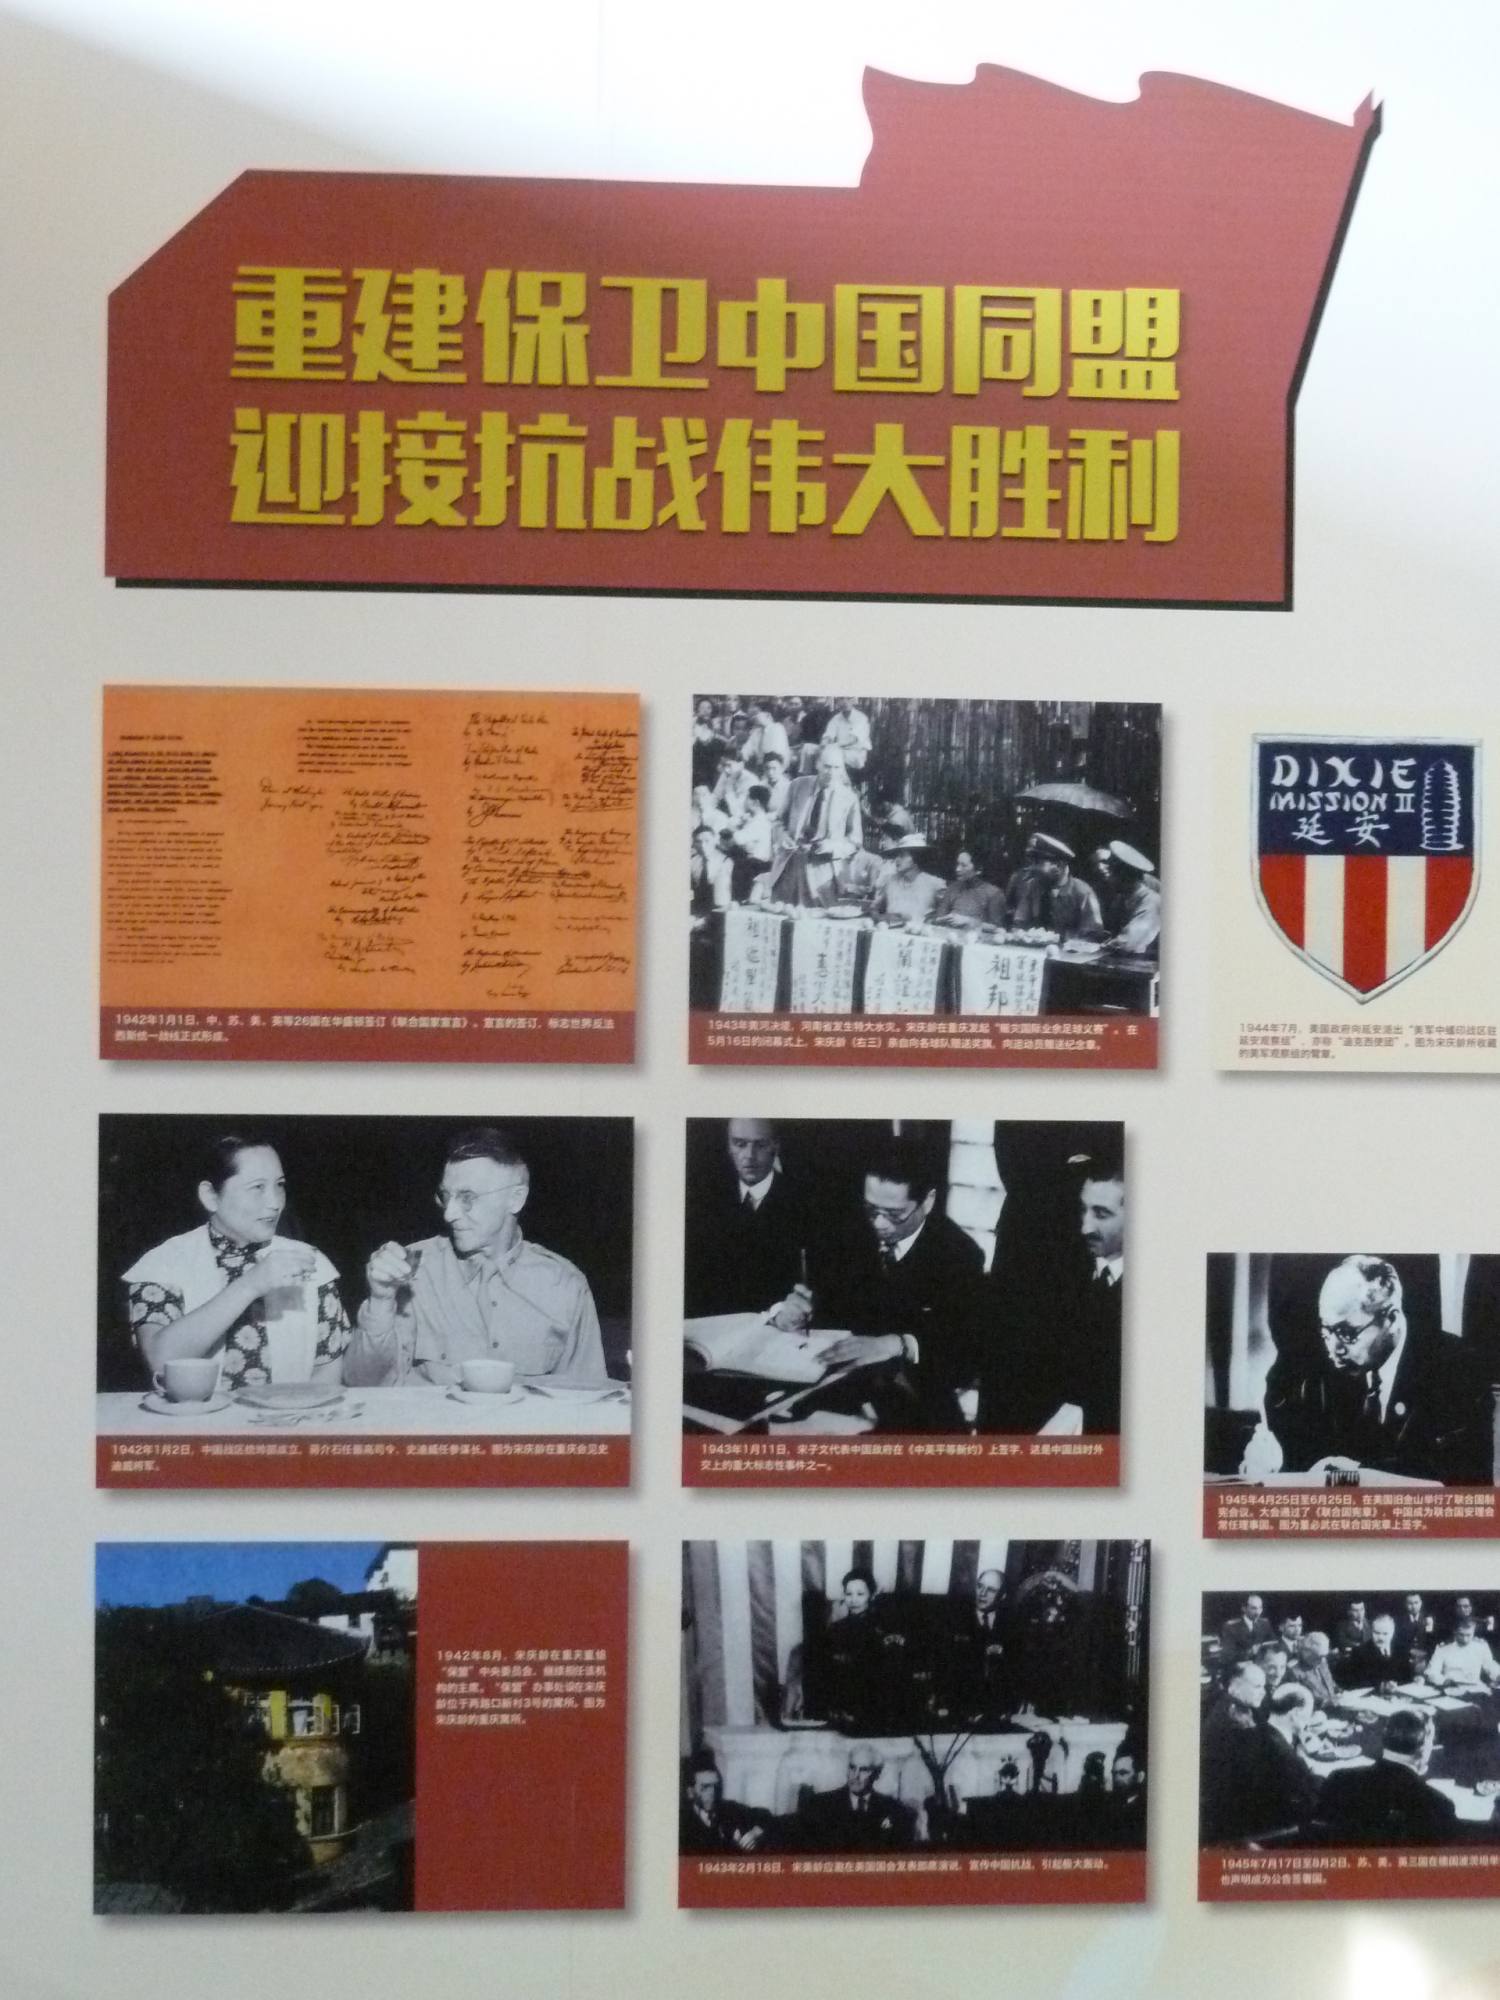 重建保卫中国同盟
迎接抗战伟大胜利
1942年1月1日，中、苏、美、英等26国在华盛顿签订《联合国家宣言》。宣言的签订，标志世界反法
西斯统一战线正式形成。
1943年黄河决堤，河南省发生特大水灾。宋庆龄在重庆发起“赈灾国际业余足球义赛”。在
5月16日的闭幕式上，宋庆龄（右三）亲自向各球队赠送奖旗，向运动员赠送纪念章。
DIXIE
MISSION II
延安
1944年7月，美国政府向延安派出“美军中缅印战区驻
延安观察组”，亦称“迪克西使团”。图为宋庆龄所收藏
的美军观察组的臂章。
1942年1月2日，中国战区统帅部成立，蒋介石任最高司令，史迪威任参谋长。图为宋庆龄在重庆会见史
迪威将军。
1943年1月11日，宋子文代表中国政府在《中英平等新约》上签字，这是中国战时外
交上的重大标志性事件之一。
1945年4月25日至6月25日，在美国旧金山举行了联合国制
宪会议。大会通过了《联合国宪章》，中国成为联合国安理会
常任理事国。图为董必武在联合国宪章上签字。
1942年8月，宋庆龄在重庆重组
“保盟”中央委员会，继续担任该机
构的主席。“保盟”办事处设在宋庆
龄位于两路口新村3号的寓所。图为
宋庆龄的重庆寓所。
1943年2月18日，宋美龄应邀在美国国会发表即席演说，宣传中国抗战，引起极大轰动。
1945年7月17日至8月2日，苏、美、英三国在德国波茨坦举
也声明成为公告签署国。